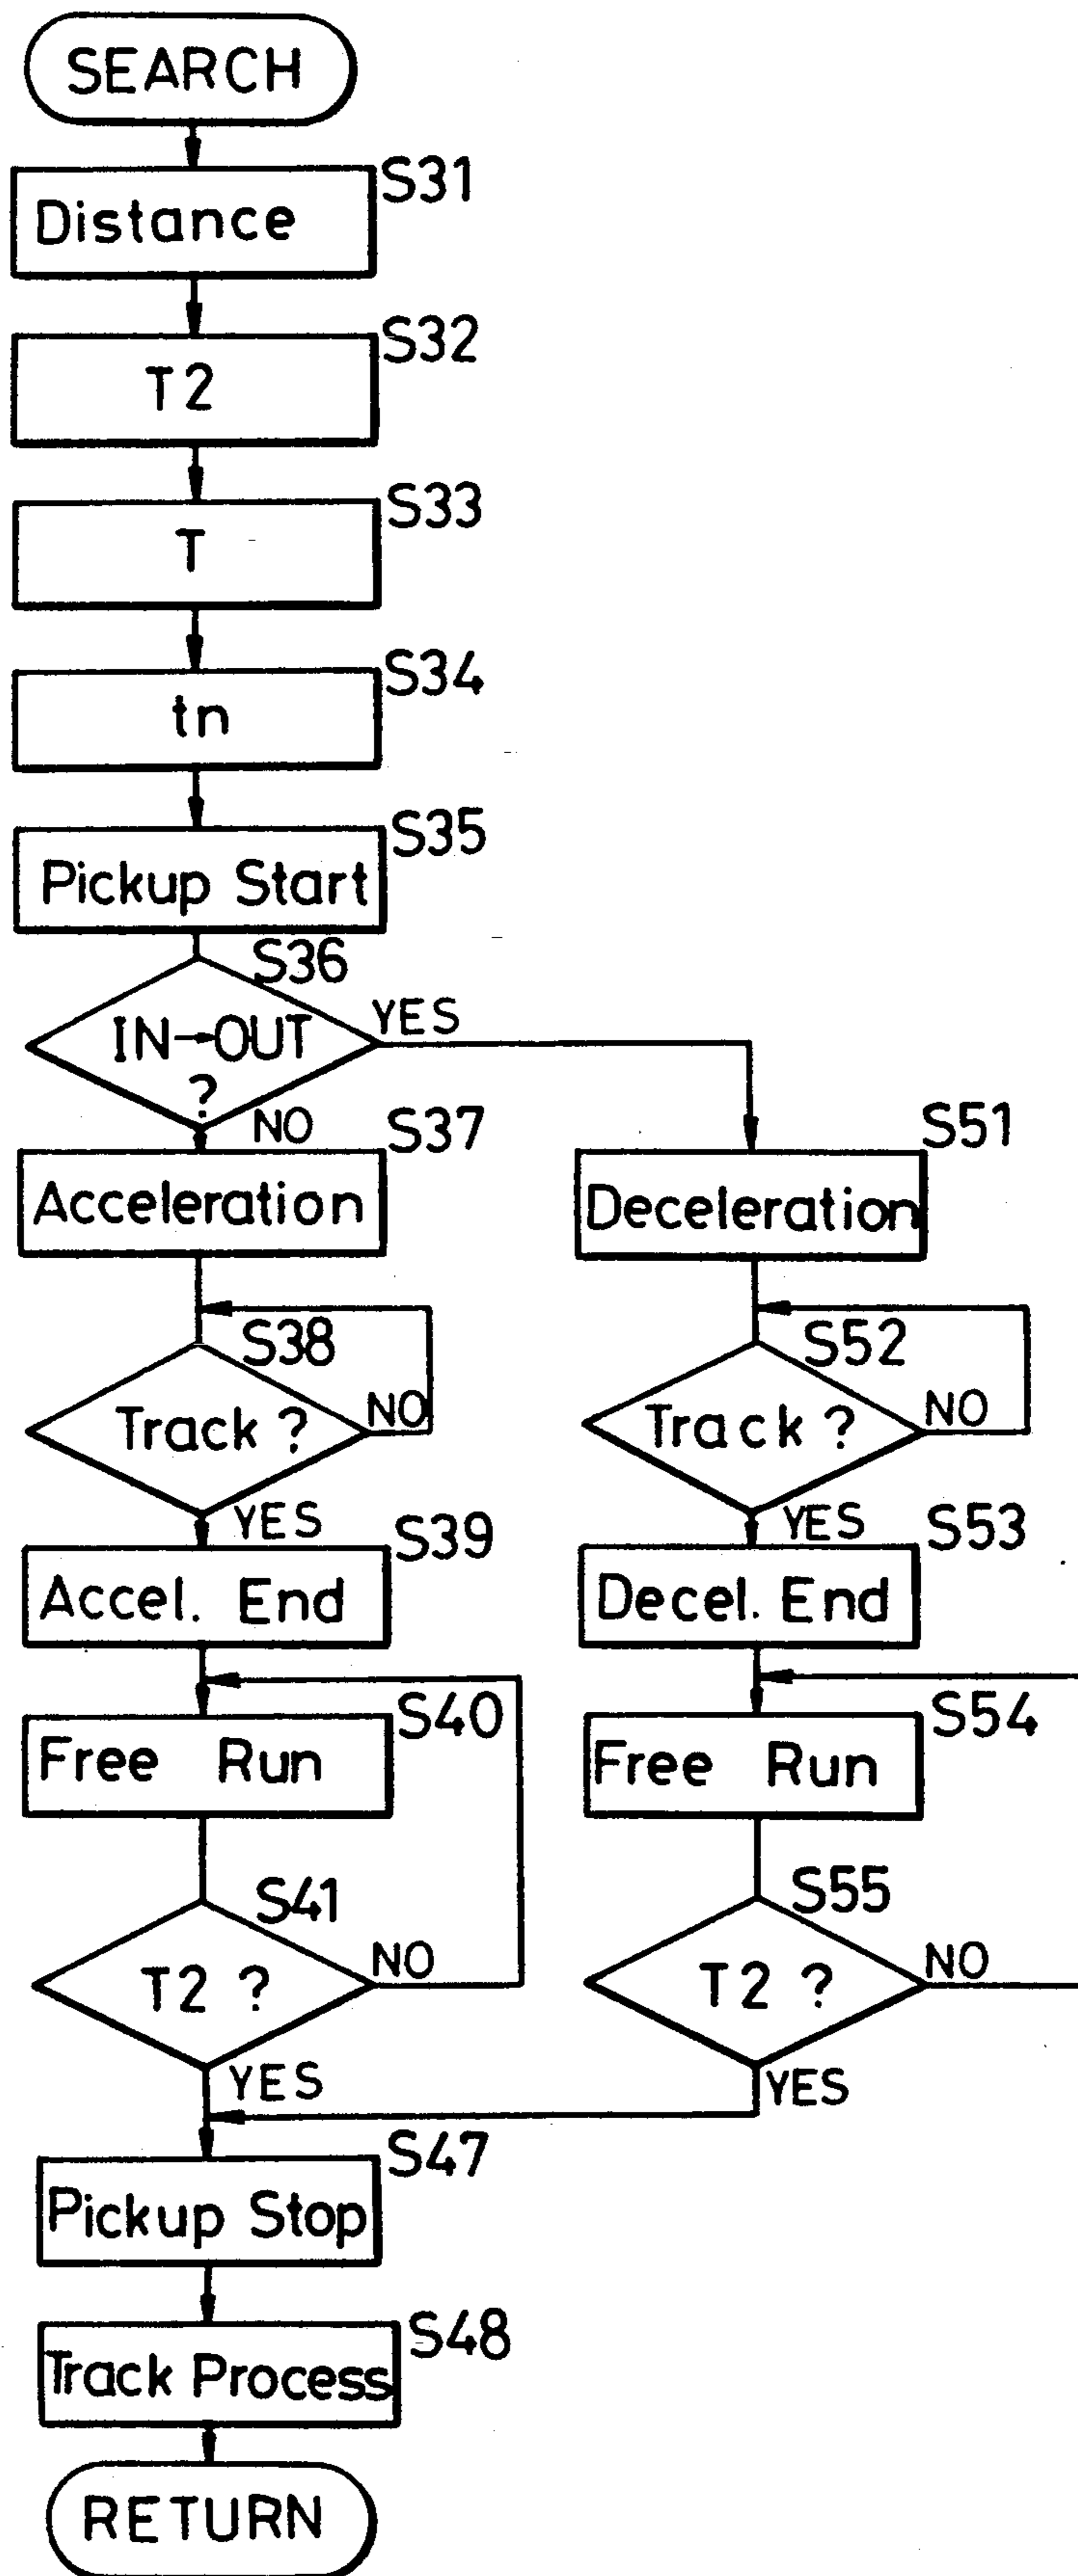 SEARCH
S31
Distance
S32
T2
S33
T
S34
tn
S35
Pickup Start
S36
IN→OUT
?
YES
NO
S37
Acceleration
S38
Track ?
NO
YES
S39
Accel. End
S40
Free Run
S41
T2 ?
NO
YES
S51
Deceleration
S52
Track ?
NO
YES
S53
Decel. End
S54
Free Run
S55
T2 ?
NO
YES
S47
Pickup Stop
S48
Track Process
RETURN